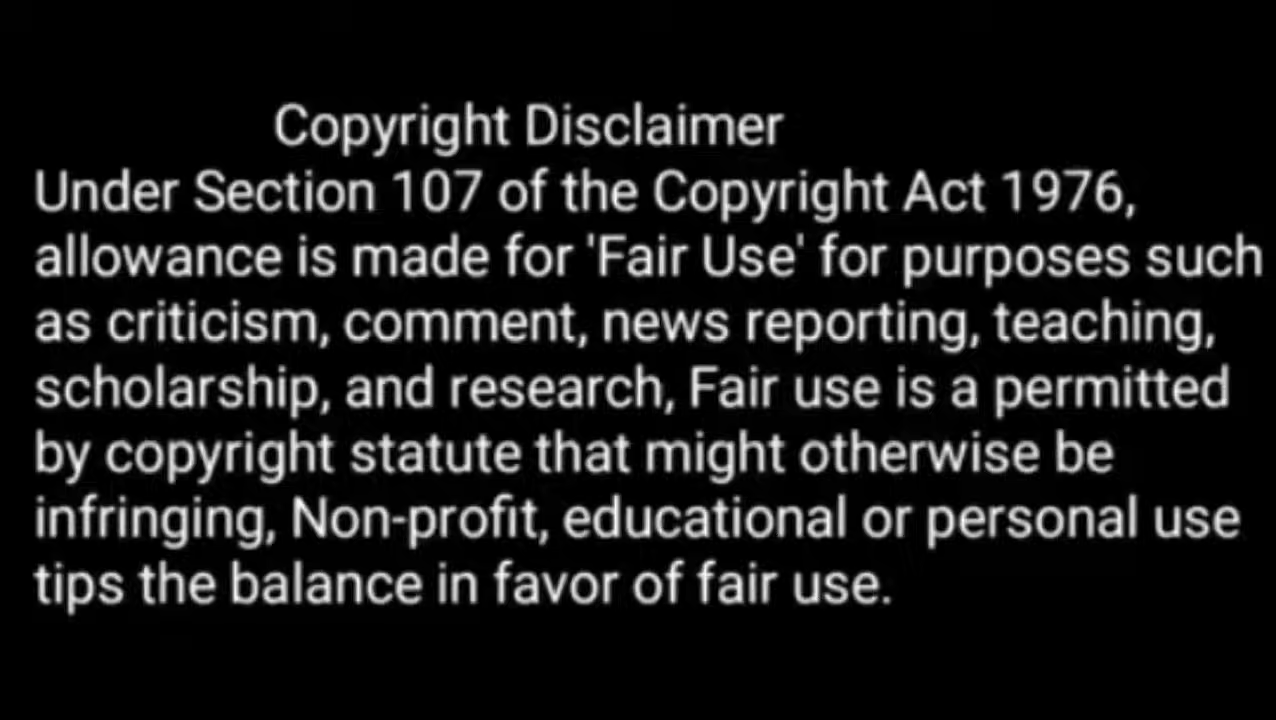 Copyright Disclaimer
Under Section 107 of the Copyright Act 1976,
allowance is made for 'Fair Use' for purposes such
as criticism, comment, news reporting, teaching,
scholarship, and research, Fair use is a permitted
by copyright statute that might otherwise be
infringing, Non-profit, educational or personal use
tips the balance in favor of fair use.